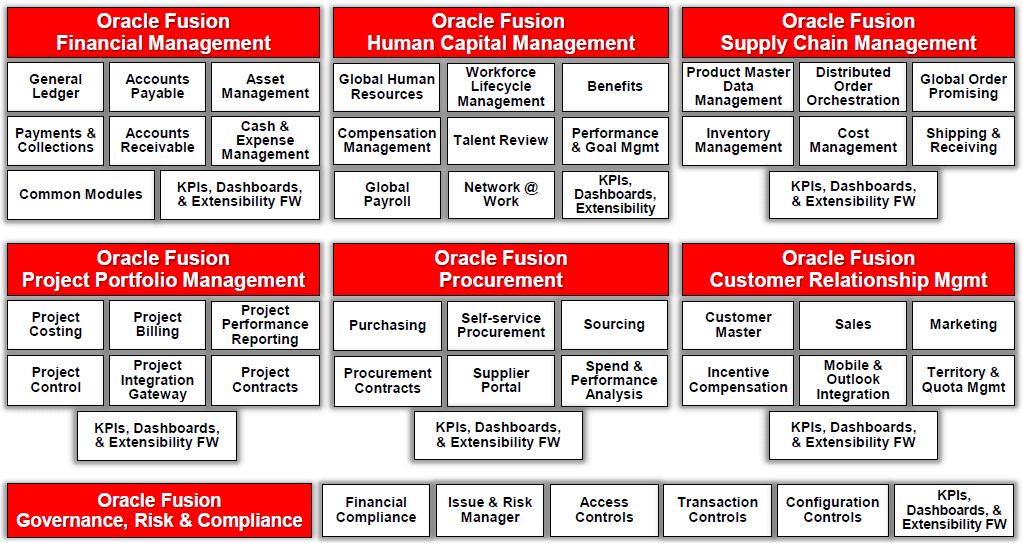 Oracle Fusion
Financial Management
General
Ledger
Accounts
Payable
Asset
Management
Payments &
Collections
Accounts
Receivable
Cash &
Expense
Management
Common Modules
KPIs, Dashboards,
& Extensibility FW
Oracle Fusion
Human Capital Management
Global Human
Resources
Workforce
Lifecycle
Management
Benefits
Compensation
Management
Talent Review
Performance
& Goal Mgmt
Global
Payroll
Network @
Work
KPIs,
Dashboards,
Extensibility
Oracle Fusion
Supply Chain Management
Product Master
Data
Management
Distributed
Order
Orchestration
Global Order
Promising
Inventory
Management
Cost
Management
Shipping &
Receiving
KPIs, Dashboards,
& Extensibility FW
Oracle Fusion
Project Portfolio Management
Project
Costing
Project
Billing
Project
Performance
Reporting
Project
Control
Project
Integration
Gateway
Project
Contracts
KPIs, Dashboards,
& Extensibility FW
Oracle Fusion
Procurement
Purchasing
Self-service
Procurement
Sourcing
Procurement
Contracts
Supplier
Portal
Spend &
Performance
Analysis
KPIs, Dashboards,
& Extensibility FW
Oracle Fusion
Customer Relationship Mgmt
Customer
Master
Sales
Marketing
Incentive
Compensation
Mobile &
Outlook
Integration
Territory &
Quota Mgmt
KPIs, Dashboards,
& Extensibility FW
Oracle Fusion
Governance, Risk & Compliance
Financial
Compliance
Issue & Risk
Manager
Access
Controls
Transaction
Controls
Configuration
Controls
KPIs,
Dashboards, &
Extensibility FW